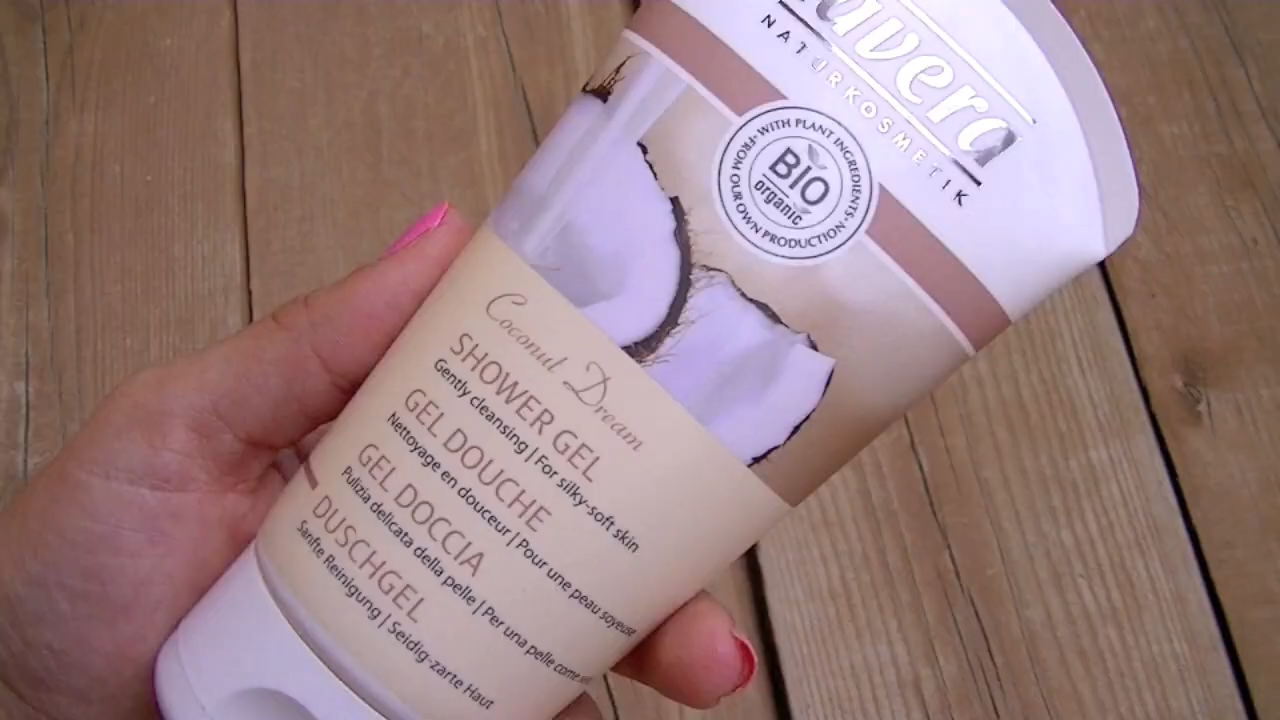 lavera
NATURKOSMETIK
WITH PLANT INGREDIENTS
BIO
organic
FROM OUR OWN PRODUCTION
Coconut Dream
SHOWER GEL
Gently cleansing | For silky-soft skin
GEL DOUCHE
Nettoyage en douceur | Pour une peau soyeuse
GEL DOCCIA
Pulizia delicata della pelle | Per una pelle come
DUSCHGEL
Sanfte Reinigung | Seidig-zarte Haut